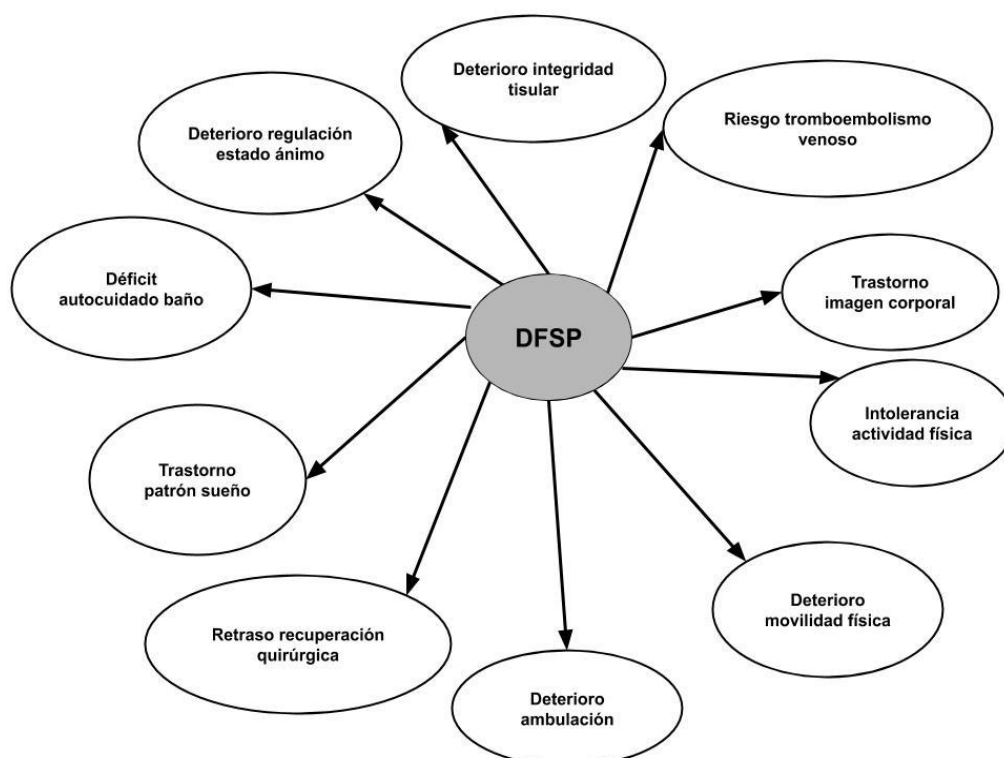 Deterioro integridad
tisular
Riesgo tromboembolismo
venoso
Deterioro regulación
estado ánimo
Déficit
autocuidado baño
Trastorno
imagen corporal
DFSP
Intolerancia
actividad física
Trastorno
patrón sueño
Deterioro
movilidad física
Retraso recuperación
quirúrgica
Deterioro
ambulación